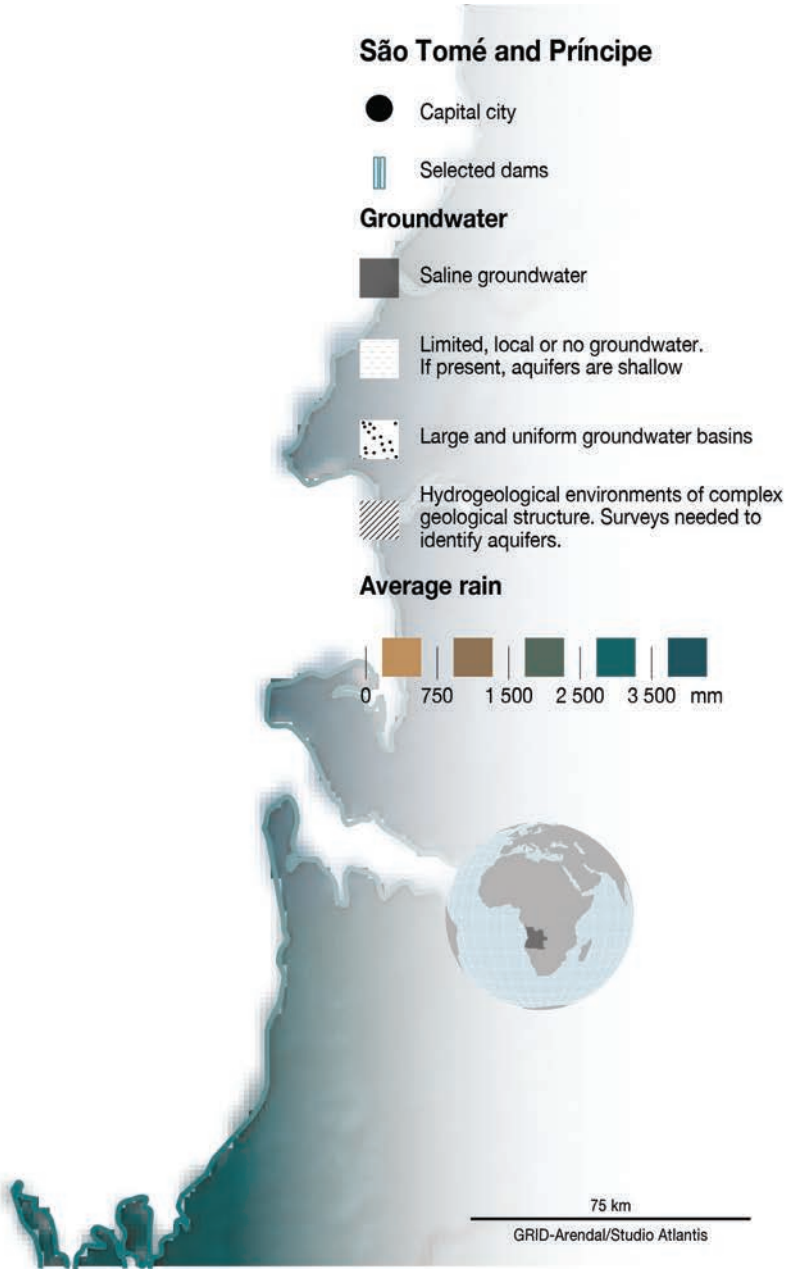 São Tomé and Príncipe
Capital city
Selected dams
Groundwater
Saline groundwater
Limited, local or no groundwater.
If present, aquifers are shallow
Large and uniform groundwater basins
Hydrogeological environments of complex
geological structure. Surveys needed to
identify aquifers.
Average rain
0 750 1 500 2 500 3 500 mm
75 km
GRID-Arendal/Studio Atlantis